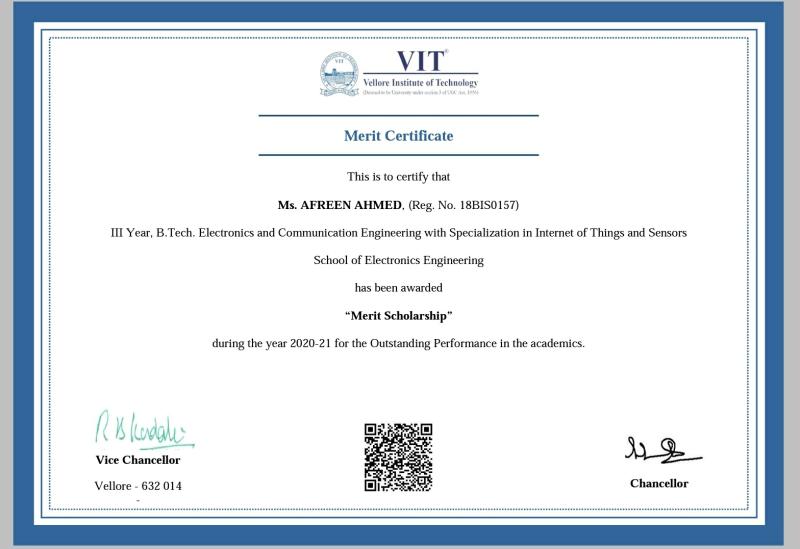 VIT
VIT®
Vellore Institute of Technology
(Deemed to be University under section 3 of UGC Act, 1956)
Merit Certificate
This is to certify that
Ms. AFREEN AHMED, (Reg. No. 18BIS0157)
III Year, B.Tech. Electronics and Communication Engineering with Specialization in Internet of Things and Sensors
School of Electronics Engineering
has been awarded
“Merit Scholarship”
during the year 2020-21 for the Outstanding Performance in the academics.
Vice Chancellor
Vellore - 632 014
-
Chancellor